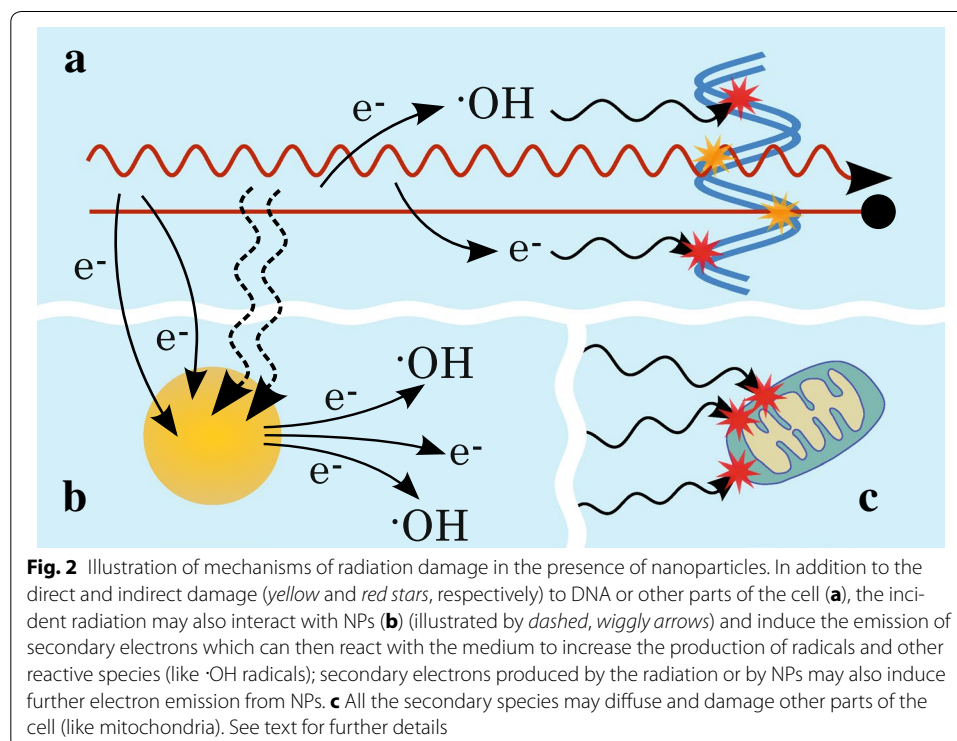 a
e-
·OH
e-
e-
e-
·OH
e-
e-
e-
·OH
b
c
Fig. 2 Illustration of mechanisms of radiation damage in the presence of nanoparticles. In addition to the
direct and indirect damage (yellow and red stars, respectively) to DNA or other parts of the cell (a), the inci-
dent radiation may also interact with NPs (b) (illustrated by dashed, wiggly arrows) and induce the emission of
secondary electrons which can then react with the medium to increase the production of radicals and other
reactive species (like ·OH radicals); secondary electrons produced by the radiation or by NPs may also induce
further electron emission from NPs. c All the secondary species may diffuse and damage other parts of the
cell (like mitochondria). See text for further details